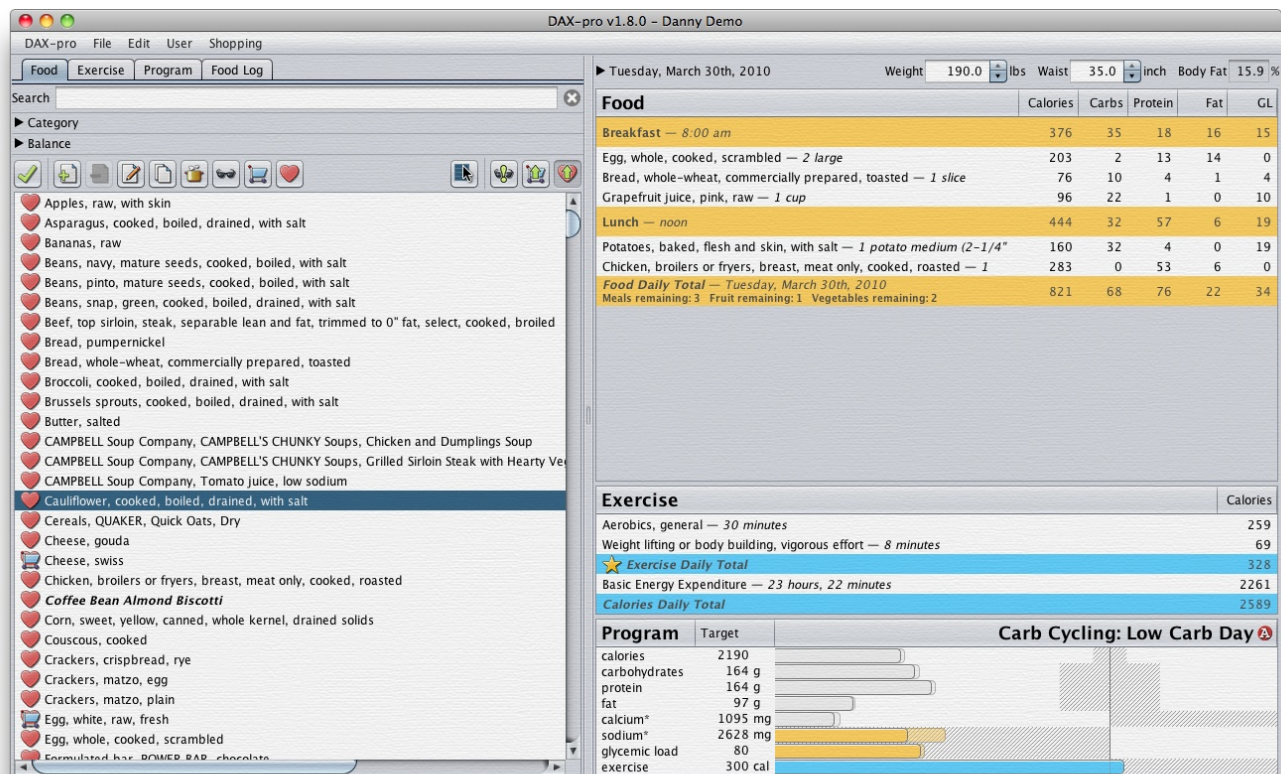 DAX-pro v1.8.0 – Danny Demo
DAX-pro File Edit User Shopping
Food Exercise Program Food Log
Search
▶ Category
▶ Balance
Apples, raw, with skin
Asparagus, cooked, boiled, drained, with salt
Bananas, raw
Beans, navy, mature seeds, cooked, boiled, with salt
Beans, pinto, mature seeds, cooked, boiled, with salt
Beans, snap, green, cooked, boiled, drained, with salt
Beef, top sirloin, steak, separable lean and fat, trimmed to 0" fat, select, cooked, broiled
Bread, pumpernickel
Bread, whole-wheat, commercially prepared, toasted
Broccoli, cooked, boiled, drained, with salt
Brussels sprouts, cooked, boiled, drained, with salt
Butter, salted
CAMPBELL Soup Company, CAMPBELL'S CHUNKY Soups, Chicken and Dumplings Soup
CAMPBELL Soup Company, CAMPBELL'S CHUNKY Soups, Grilled Sirloin Steak with Hearty Ve
CAMPBELL Soup Company, Tomato juice, low sodium
Cauliflower, cooked, boiled, drained, with salt
Cereals, QUAKER, Quick Oats, Dry
Cheese, gouda
Cheese, swiss
Chicken, broilers or fryers, breast, meat only, cooked, roasted
Coffee Bean Almond Biscotti
Corn, sweet, yellow, canned, whole kernel, drained solids
Couscous, cooked
Crackers, crispbread, rye
Crackers, matzo, egg
Crackers, matzo, plain
Egg, white, raw, fresh
Egg, whole, cooked, scrambled
Formulated bar, POWER BAR, chocolate
▶ Tuesday, March 30th, 2010 Weight 190.0 lbs Waist 35.0 inch Body Fat 15.9 %
Food Calories Carbs Protein Fat GL
Breakfast — 8:00 am 376 35 18 16 15
Egg, whole, cooked, scrambled — 2 large 203 2 13 14 0
Bread, whole-wheat, commercially prepared, toasted — 1 slice 76 10 4 1 4
Grapefruit juice, pink, raw — 1 cup 96 22 1 0 10
Lunch — noon 444 32 57 6 19
Potatoes, baked, flesh and skin, with salt — 1 potato medium (2-1/4" 160 32 4 0 19
Chicken, broilers or fryers, breast, meat only, cooked, roasted — 1 283 0 53 6 0
Food Daily Total — Tuesday, March 30th, 2010 821 68 76 22 34
Meals remaining: 3 Fruit remaining: 1 Vegetables remaining: 2
Exercise Calories
Aerobics, general — 30 minutes 259
Weight lifting or body building, vigorous effort — 8 minutes 69
Exercise Daily Total 328
Basic Energy Expenditure — 23 hours, 22 minutes 2261
Calories Daily Total 2589
Program Target Carb Cycling: Low Carb Day A
calories 2190
carbohydrates 164 g
protein 164 g
fat 97 g
calcium* 1095 mg
sodium* 2628 mg
glycemic load 80
exercise 300 cal